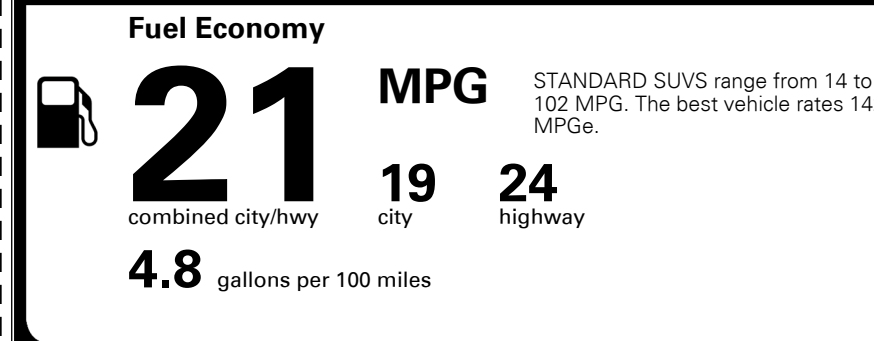 Fuel Economy
21
MPG
STANDARD SUVS range from 14 to
102 MPG. The best vehicle rates
MPGe.
19
24
combined city/hwy
city
highway
4.8 gallons per 100 miles